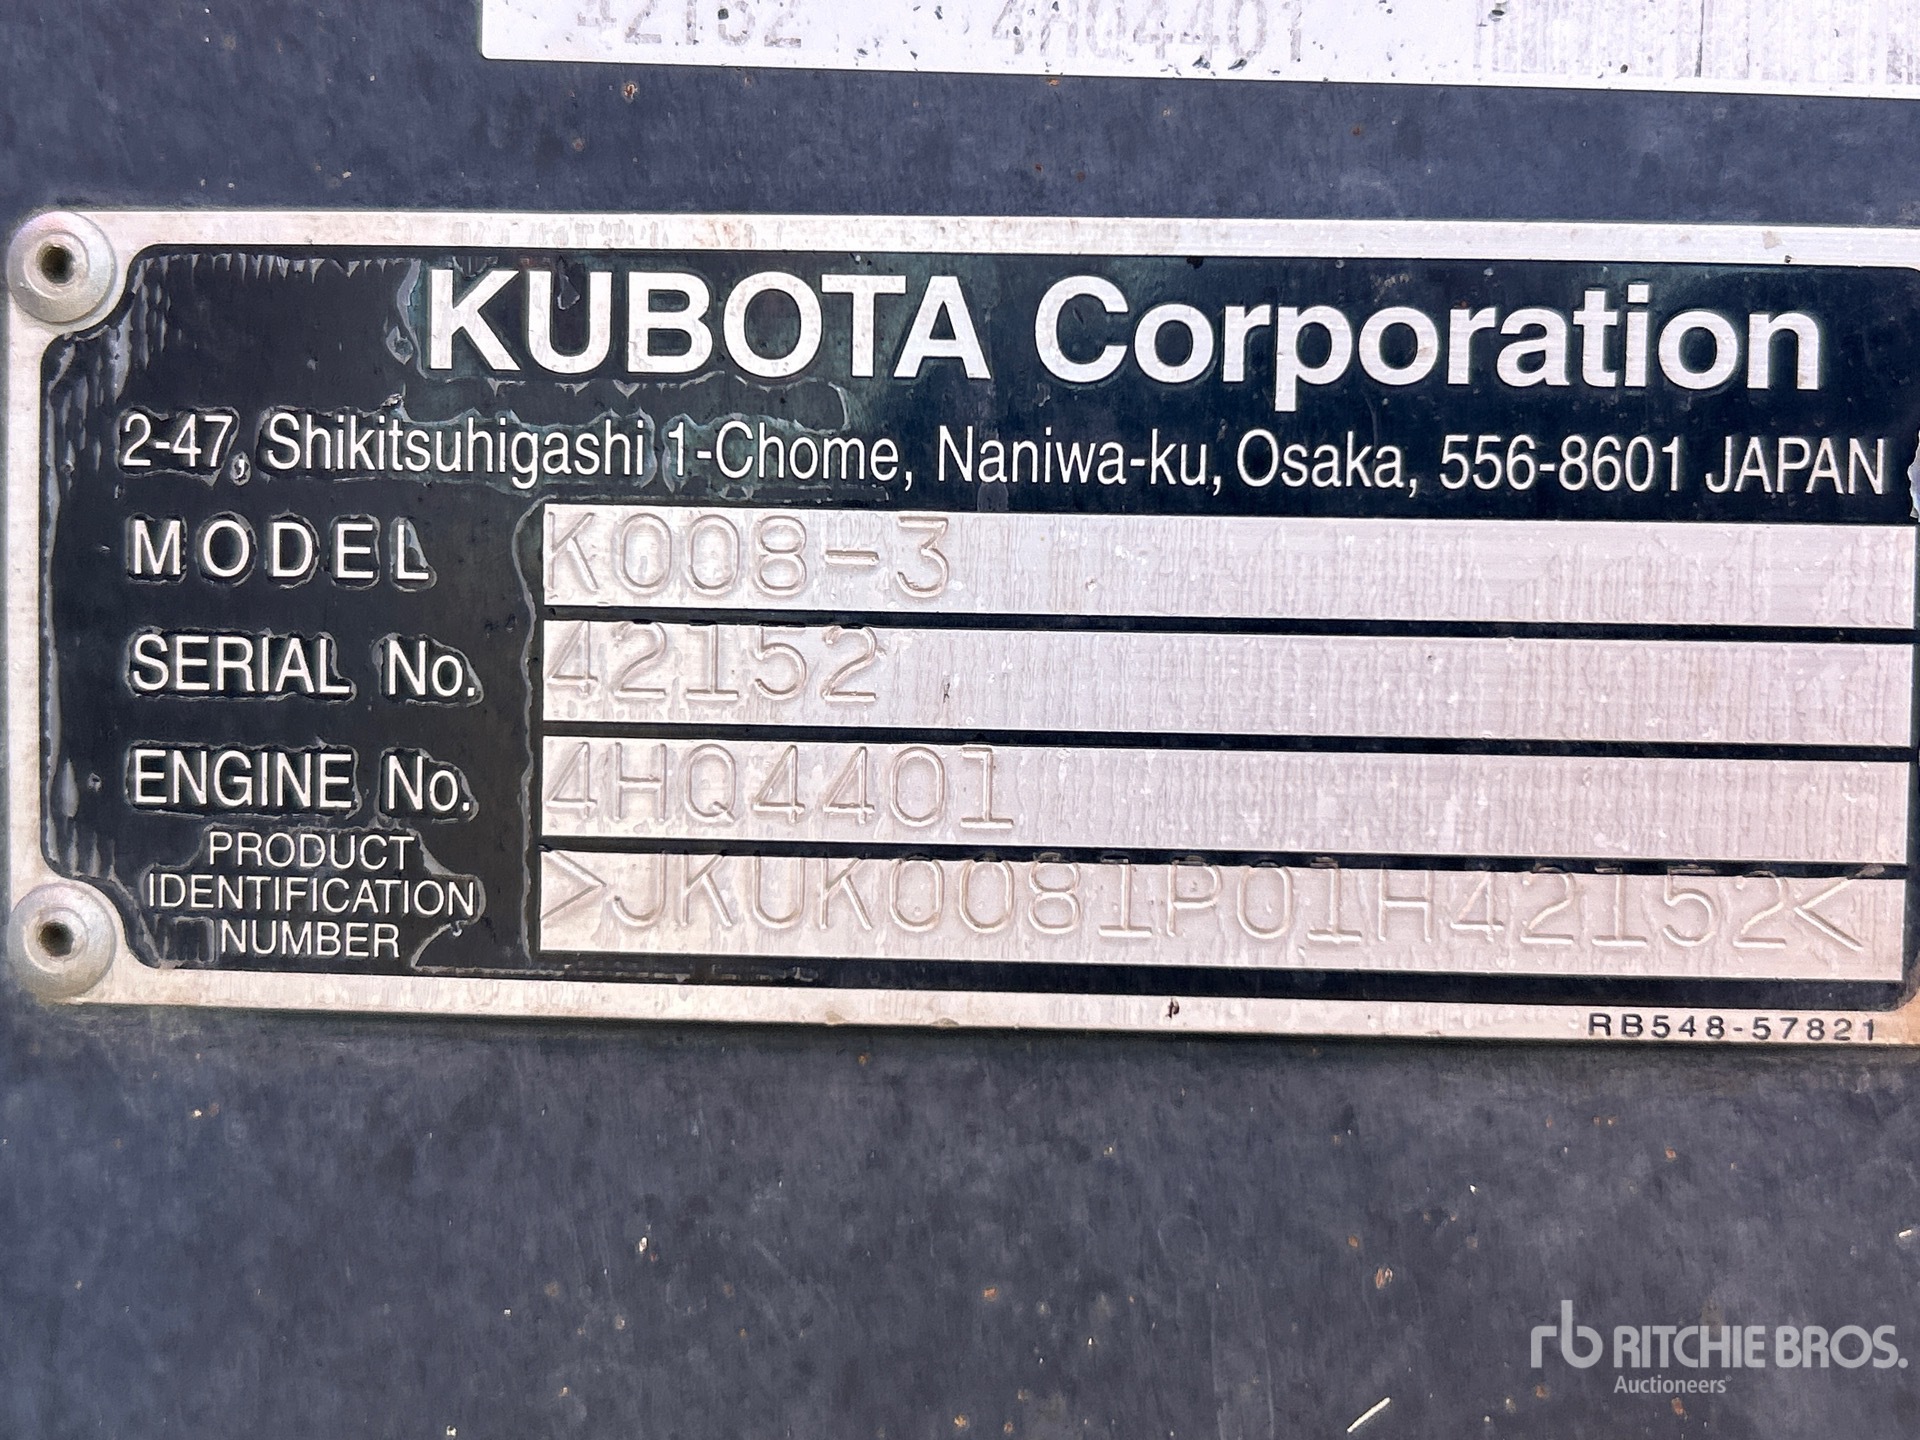 42152 4HQ4401
KUBOTA Corporation
2-47, Shikitsuhigashi 1-Chome, Naniwa-ku, Osaka, 556-8601 JAPAN
MODEL K008-3
SERIAL No. 42152
ENGINE No. 4HQ4401
PRODUCT
IDENTIFICATION
NUMBER >JKUK0081P01H42152<
RB548-57821
rb RITCHIE BROS.
Auctioneers